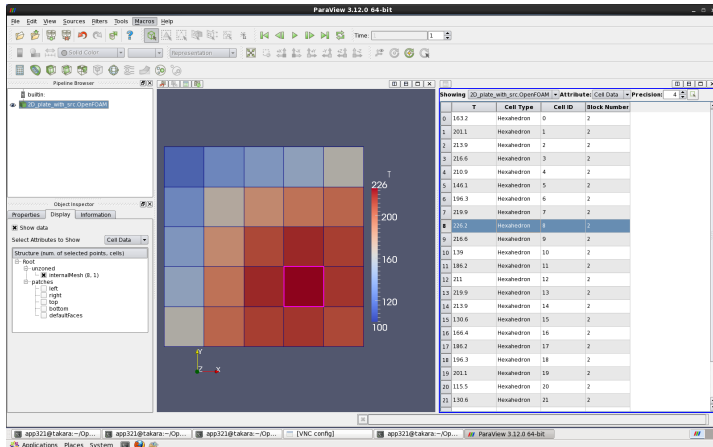 ParaView 3.12.0 64-bit
File Edit View Sources Filters Tools Macros Help
Time:
1
Solid Color
Representation
Pipeline Browser
builtin:
2D_plate_with_src.OpenFOAM
Object Inspector
Properties Display Information
Show data
Select Attributes to Show Cell Data
Structure (num. of selected points, cells)
Root
unzoned
internalMesh (0, 1)
patches
left
right
top
bottom
defaultFaces
T
226
200
160
120
100
Y
Z X
Showing 2D_plate_with_src.OpenFOAM Attribute: Cell Data Precision: 4
T Cell Type Cell ID Block Number
0 163.2 Hexahedron 0 2
1 201.1 Hexahedron 1 2
2 213.9 Hexahedron 2 2
3 216.6 Hexahedron 3 2
4 210.9 Hexahedron 4 2
5 146.1 Hexahedron 5 2
6 196.3 Hexahedron 6 2
7 219.9 Hexahedron 7 2
8 226.2 Hexahedron 8 2
9 216.6 Hexahedron 9 2
10 139 Hexahedron 10 2
11 186.2 Hexahedron 11 2
12 211 Hexahedron 12 2
13 219.9 Hexahedron 13 2
14 213.9 Hexahedron 14 2
15 130.6 Hexahedron 15 2
16 166.4 Hexahedron 16 2
17 186.2 Hexahedron 17 2
18 196.3 Hexahedron 18 2
19 201.1 Hexahedron 19 2
20 115.5 Hexahedron 20 2
21 130.6 Hexahedron 21 2
app321@takara:~/Op... app321@takara:~/Op... app321@takara:~/Op... [VNC config] app321@takara:~/Op... ParaView 3.12.0 64-bit
Applications Places System